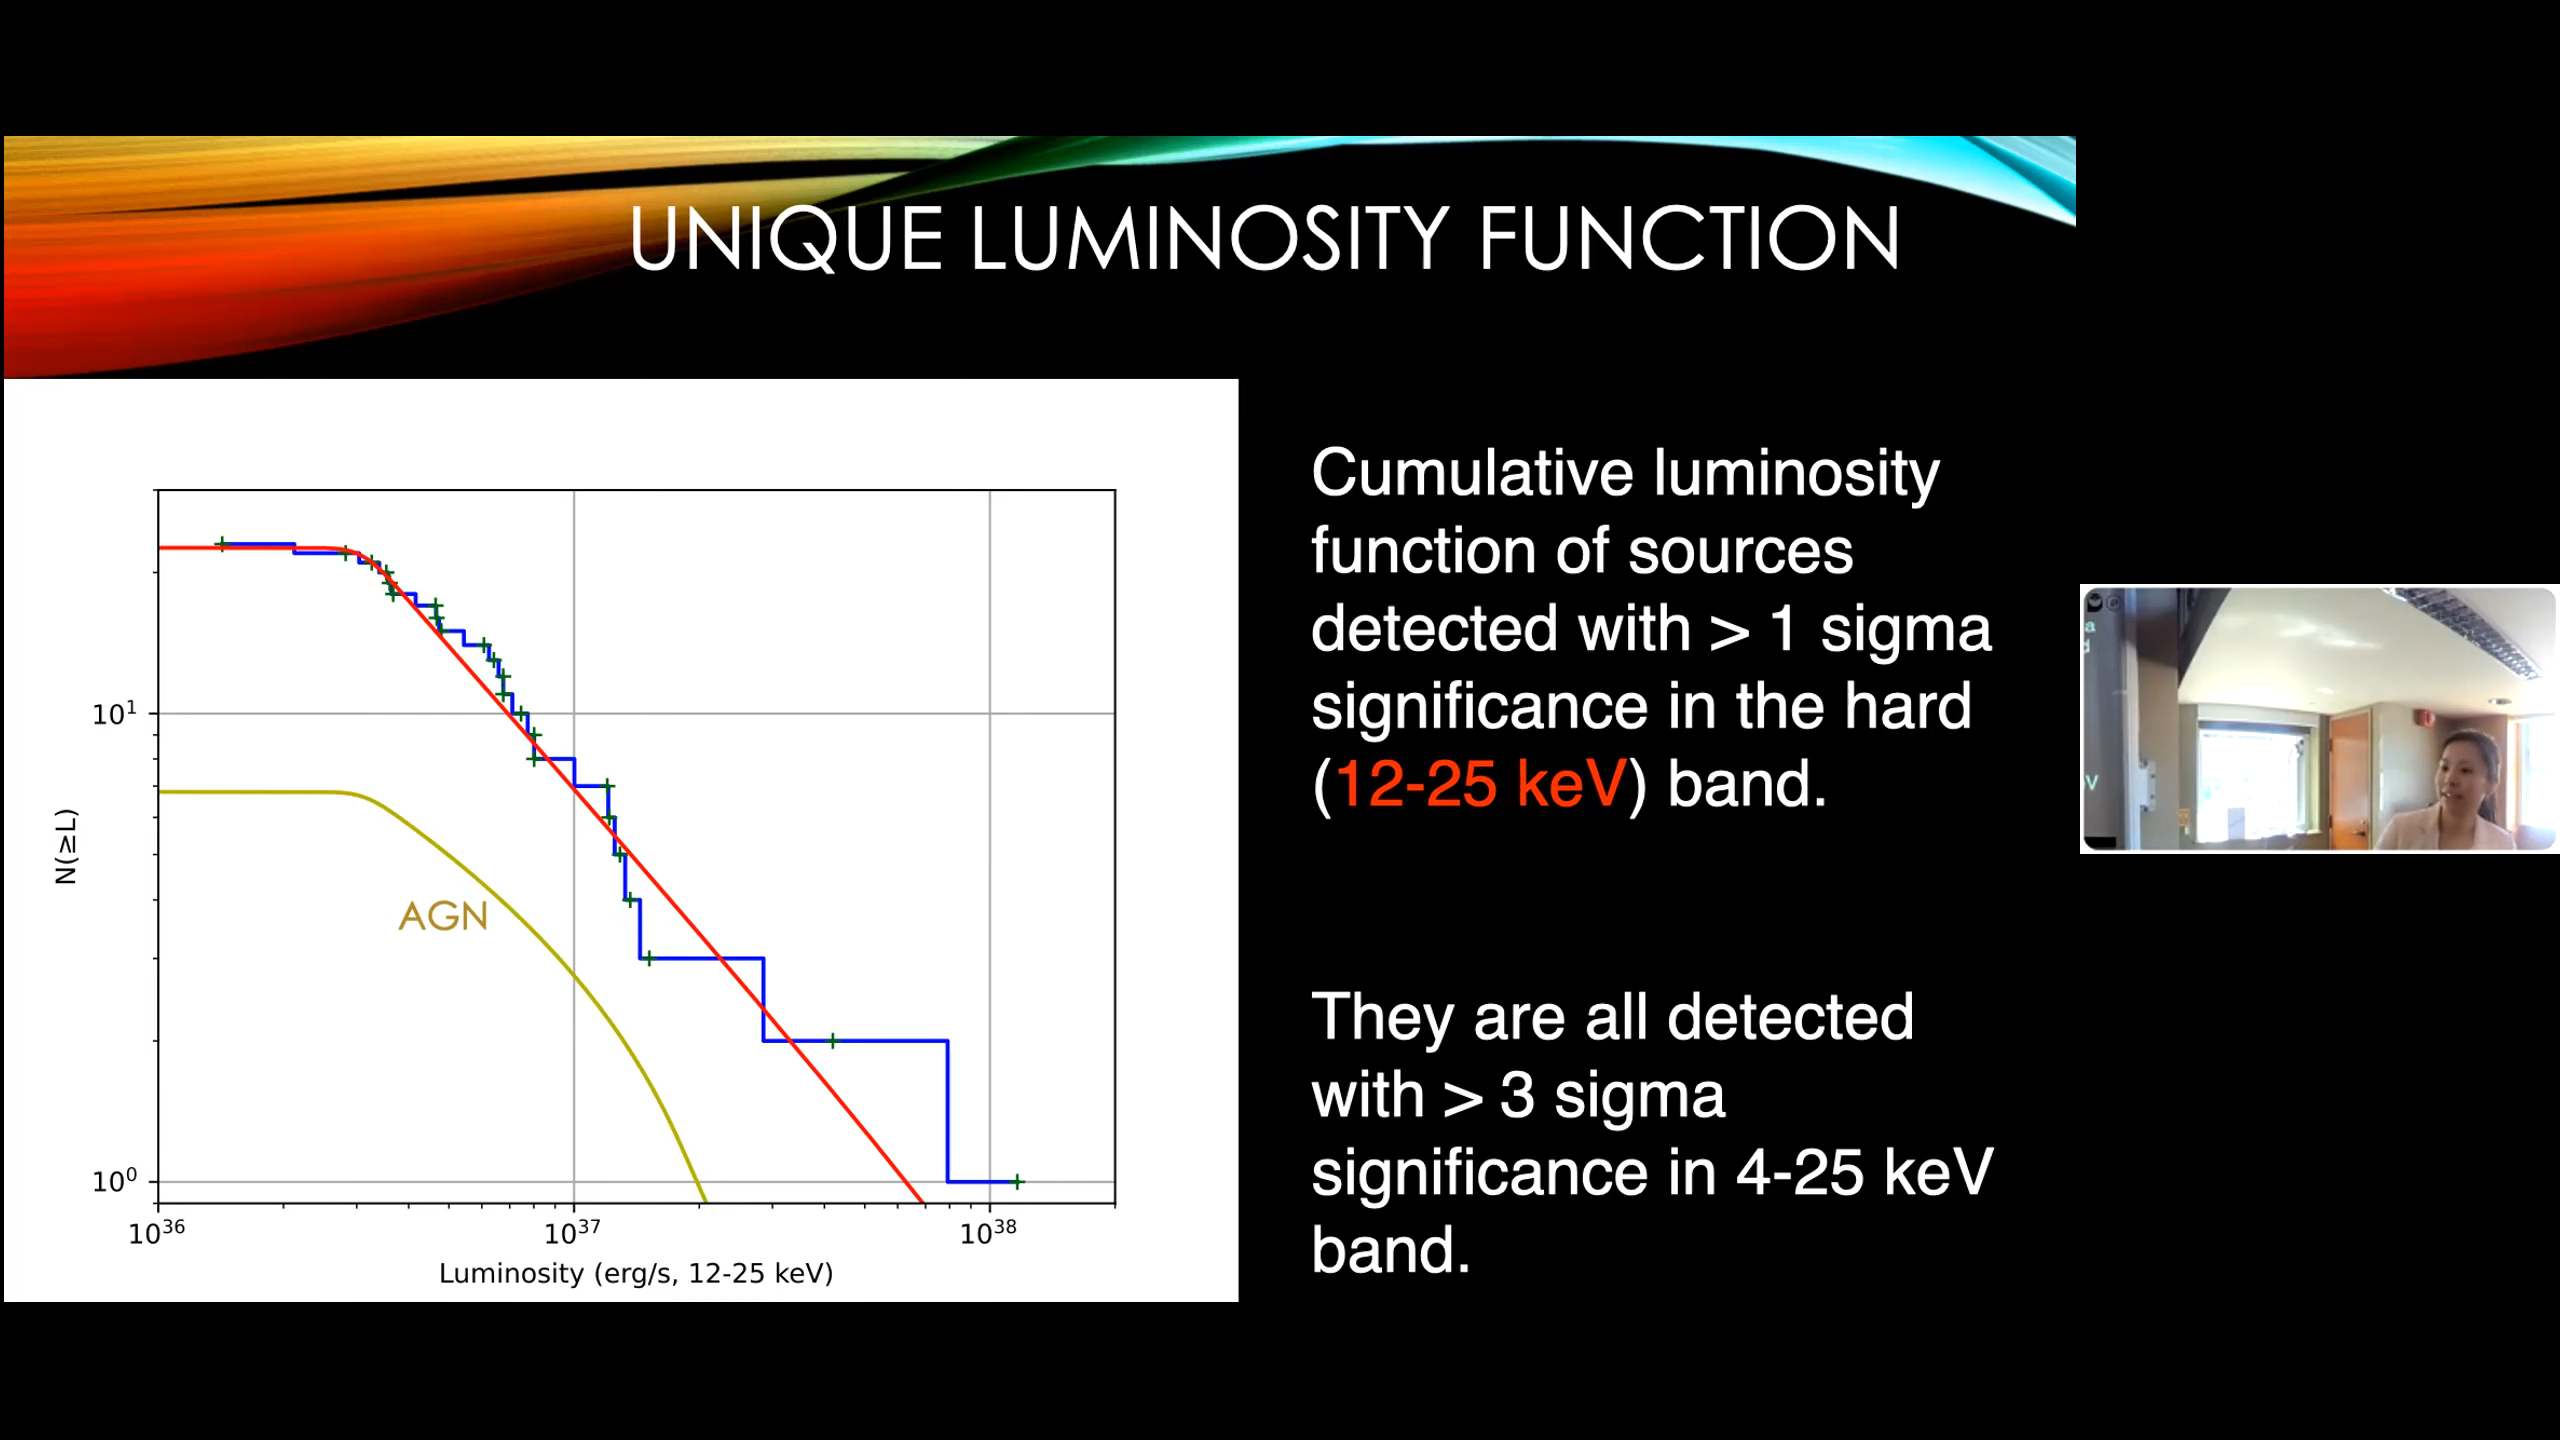 UNIQUE LUMINOSITY FUNCTION
Cumulative luminosity
function of sources
detected with > 1 sigma
significance in the hard
(12-25 keV) band.
They are all detected
with > 3 sigma
significance in 4-25 keV
band.
N(≥L)
10¹
10⁰
AGN
10³⁶
10³⁷
10³⁸
Luminosity (erg/s, 12-25 keV)
a
V